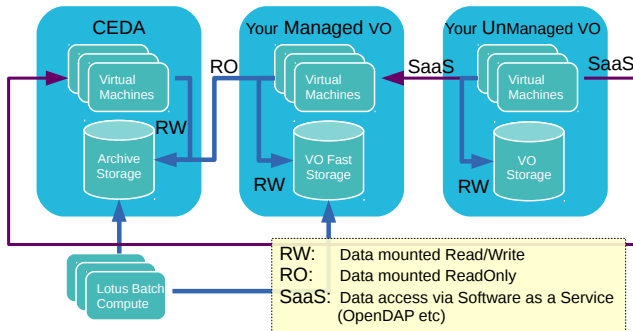 CEDA
Your Managed VO
Your UnManaged VO
Virtual
Machines
RO
Virtual
Machines
SaaS
Virtual
Machines
SaaS
RW
Archive
Storage
RW
VO Fast
Storage
RW
VO
Storage
Lotus Batch
Compute
RW: Data mounted Read/Write
RO: Data mounted ReadOnly
SaaS: Data access via Software as a Service
(OpenDAP etc)